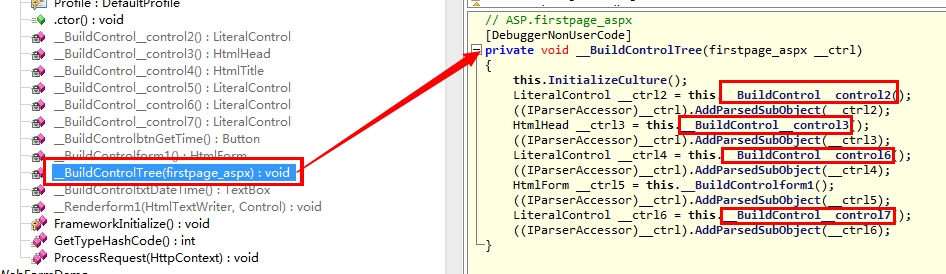 Profile : DefaultProfile
.ctor() : void
__BuildControl__control2() : LiteralControl
__BuildControl__control3() : HtmlHead
__BuildControl__control4() : HtmlTitle
__BuildControl__control5() : LiteralControl
__BuildControl__control6() : LiteralControl
__BuildControl__control7() : LiteralControl
__BuildControlbtnGetTime() : Button
__BuildControlform1() : HtmlForm
__BuildControlTree(firstpage_aspx) : void
__BuildControltxtDateTime() : TextBox
__Renderform1(HtmlTextWriter, Control) : void
FrameworkInitialize() : void
GetTypeHashCode() : int
ProcessRequest(HttpContext) : void
// ASP.firstpage_aspx
[DebuggerNonUserCode]
private void __BuildControlTree(firstpage_aspx __ctrl)
{
this.InitializeCulture();
LiteralControl __ctrl2 = this.__BuildControl__control2();
((IParserAccessor)__ctrl).AddParsedSubObject(__ctrl2);
HtmlHead __ctrl3 = this.__BuildControl__control3();
((IParserAccessor)__ctrl).AddParsedSubObject(__ctrl3);
LiteralControl __ctrl4 = this.__BuildControl__control6();
((IParserAccessor)__ctrl).AddParsedSubObject(__ctrl4);
HtmlForm __ctrl5 = this.__BuildControlform1();
((IParserAccessor)__ctrl).AddParsedSubObject(__ctrl5);
LiteralControl __ctrl6 = this.__BuildControl__control7();
((IParserAccessor)__ctrl).AddParsedSubObject(__ctrl6);
}